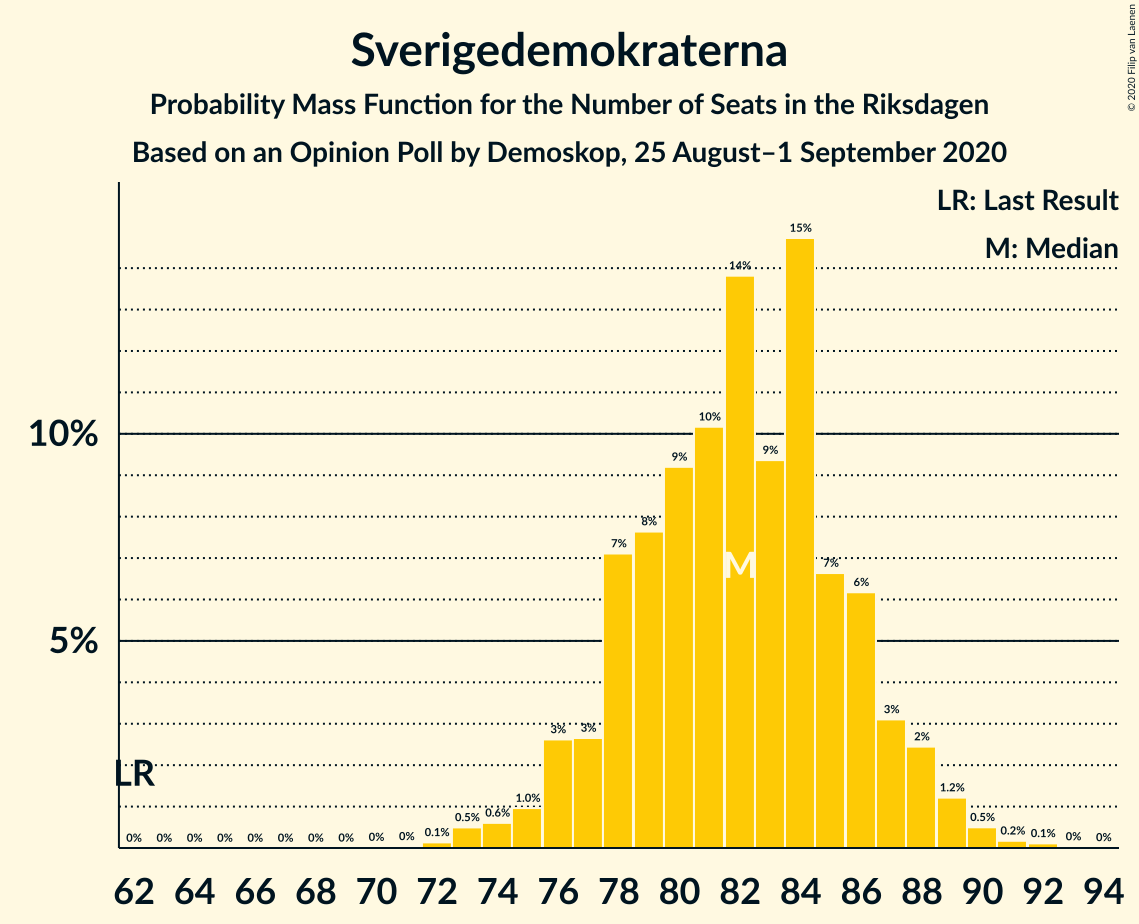 Sverigedemokraterna
Probability Mass Function for the Number of Seats in the Riksdagen
Based on an Opinion Poll by Demoskop, 25 August–1 September 2020
© 2020 Filip van Laenen
LR: Last Result
M: Median
10%
5%
LR
M
0% 0% 0% 0% 0% 0% 0% 0% 0% 0% 0.1% 0.5% 0.6% 1.0% 3% 3% 7% 8% 9% 10% 14% 9% 15% 7% 6% 3% 2% 1.2% 0.5% 0.2% 0.1% 0% 0%
62 64 66 68 70 72 74 76 78 80 82 84 86 88 90 92 94